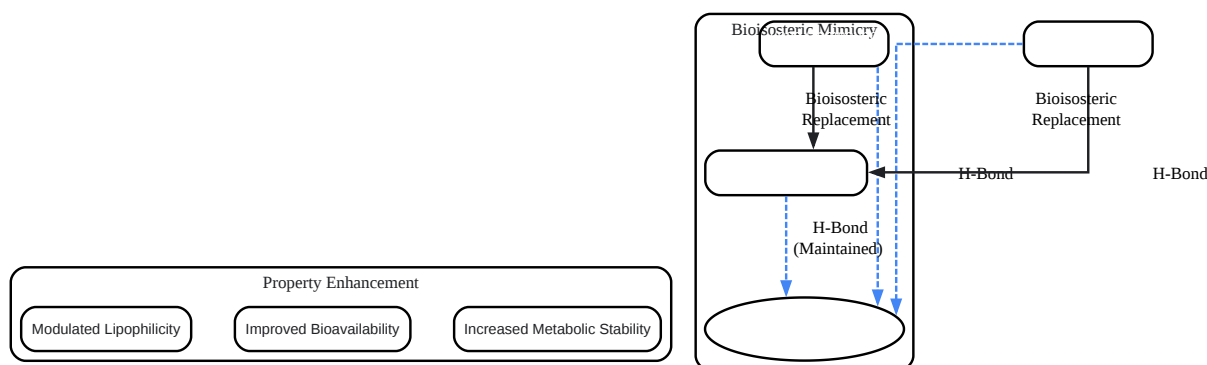 Bioisosteric Mimicry
Bioisosteric
Replacement
Bioisosteric
Replacement
H-Bond
H-Bond
H-Bond
(Maintained)
Property Enhancement
Modulated Lipophilicity
Improved Bioavailability
Increased Metabolic Stability